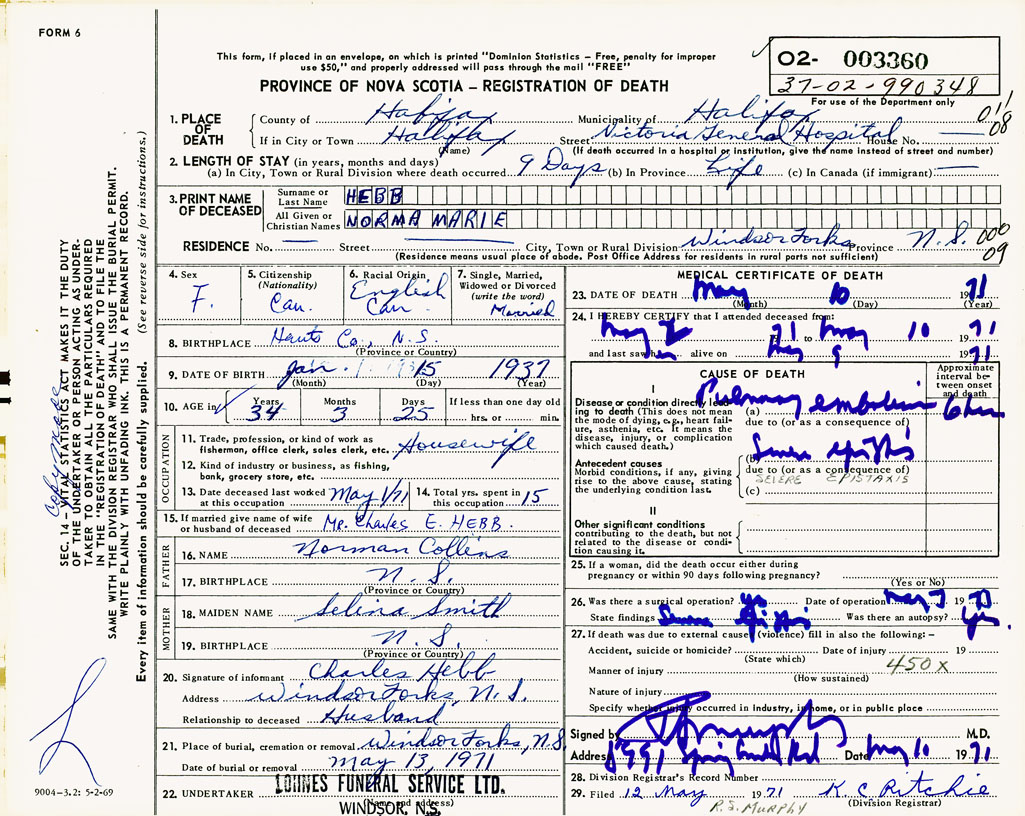 FORM 6
This form, if placed in an envelope, on which is printed "Dominion Statistics – Free, penalty for improper
use $50," and properly addressed will pass through the mail "FREE"
PROVINCE OF NOVA SCOTIA – REGISTRATION OF DEATH
02- 003360
37-02-990348
For use of the Department only
1. PLACE OF DEATH
County of Halifax Municipality of Halifax 011
If in City or Town Halifax Street Victoria General Hospital House No. — 08
(Name) (If death occurred in a hospital or institution, give the name instead of street and number)
2. LENGTH OF STAY (in years, months and days)
(a) In City, Town or Rural Division where death occurred 9 Days (b) In Province Life (c) In Canada (if immigrant) —
3. PRINT NAME OF DECEASED
Surname or Last Name HEBB
All Given or Christian Names NORMA MARIE
RESIDENCE No. — Street — City, Town or Rural Division Windsor Forks Province N.S. 000
(Residence means usual place of abode. Post Office Address for residents in rural parts not sufficient) 09
4. Sex F.
5. Citizenship (Nationality) Can.
6. Racial Origin English Can
7. Single, Married, Widowed or Divorced (write the word) Married
8. BIRTHPLACE Hants Co., N.S.
(Province or Country)
9. DATE OF BIRTH Jan. 15 1937
(Month) (Day) (Year)
10. AGE in Years 34 Months 3 Days 25 If less than one day old hrs. or min.
OCCUPATION
11. Trade, profession, or kind of work as
fisherman, office clerk, sales clerk, etc. Housewife
12. Kind of industry or business, as fishing,
bank, grocery store, etc.
13. Date deceased last worked at this occupation May 1/71
14. Total yrs. spent in this occupation 15
15. If married give name of wife
or husband of deceased Mr. Charles E. HEBB.
FATHER
16. NAME Norman Collins
17. BIRTHPLACE N.S.
(Province or Country)
MOTHER
18. MAIDEN NAME Selina Smith
19. BIRTHPLACE N.S.
(Province or Country)
20. Signature of informant Charles Hebb
Address Windsor Forks, N.S.
Relationship to deceased Husband
21. Place of burial, cremation or removal Windsor Forks, N.S.
Date of burial or removal May 13, 1971
22. UNDERTAKER LOHNES FUNERAL SERVICE LTD.
(Name and address)
WINDSOR, N.S.
MEDICAL CERTIFICATE OF DEATH
23. DATE OF DEATH May 10 1971
(Month) (Day) (Year)
24. I HEREBY CERTIFY that I attended deceased from:
May 2 71 to May 10 1971
and last saw her alive on May 9 1971
CAUSE OF DEATH
Approximate interval between onset and death
I
Disease or condition directly leading to death (This does not mean the mode of dying, e.g., heart failure, asthenia, etc. It means the disease, injury, or complication which caused death.)
(a) Pulmonary embolism
due to (or as a consequence of)
Antecedent causes
Morbid conditions, if any, giving rise to the above cause, stating the underlying condition last.
(b) Severe epistaxis
due to (or as a consequence of)
SEVERE EPISTAXIS
(c)
II
Other significant conditions
contributing to the death, but not related to the disease or condition causing it.
25. If a woman, did the death occur either during
pregnancy or within 90 days following pregnancy?
(Yes or No)
26. Was there a surgical operation? yes Date of operation May 19
State findings Severe Epistaxis Was there an autopsy? Yes.
27. If death was due to external causes (violence) fill in also the following: –
Accident, suicide or homicide? Date of injury 19
(State which)
Manner of injury 450X
(How sustained)
Nature of injury
Specify whether injury occurred in industry, in home, or in public place
Signed by M.D.
Address 5991 Spring Garden Road Date May 10 1971
28. Division Registrar's Record Number
29. Filed 12 May 1971 K. C. Ritchie
(Division Registrar)
R.S. MURPHY
SEC. 14 – VITAL STATISTICS ACT MAKES IT THE DUTY
OF THE UNDERTAKER OR PERSON ACTING AS UNDER-
TAKER TO OBTAIN ALL THE PARTICULARS REQUIRED
IN THE "REGISTRATION OF DEATH" AND TO FILE THE
SAME WITH THE DIVISION REGISTRAR WHO SHALL ISSUE THE BURIAL PERMIT.
WRITE PLAINLY WITH UNFADING INK. THIS IS A PERMANENT RECORD.
Every item of information should be carefully supplied. (See reverse side for instructions.)
9004-3.2: 5-2-69